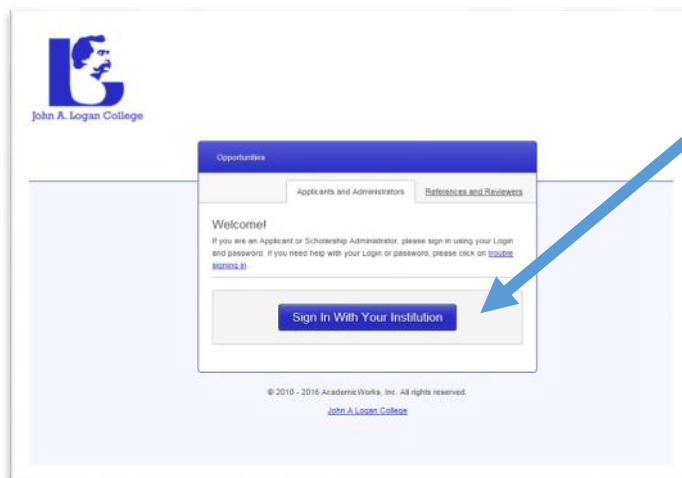 John A. Logan College
Opportunities
Applicants and Administrators References and Reviewers
Welcome!
If you are an Applicant or Scholarship Administrator, please sign in using your Login
and password. If you need help with your Login or password, please click on trouble
signing in.
Sign In With Your Institution
© 2010 - 2016 AcademicWorks, Inc. All rights reserved.
John A Logan College